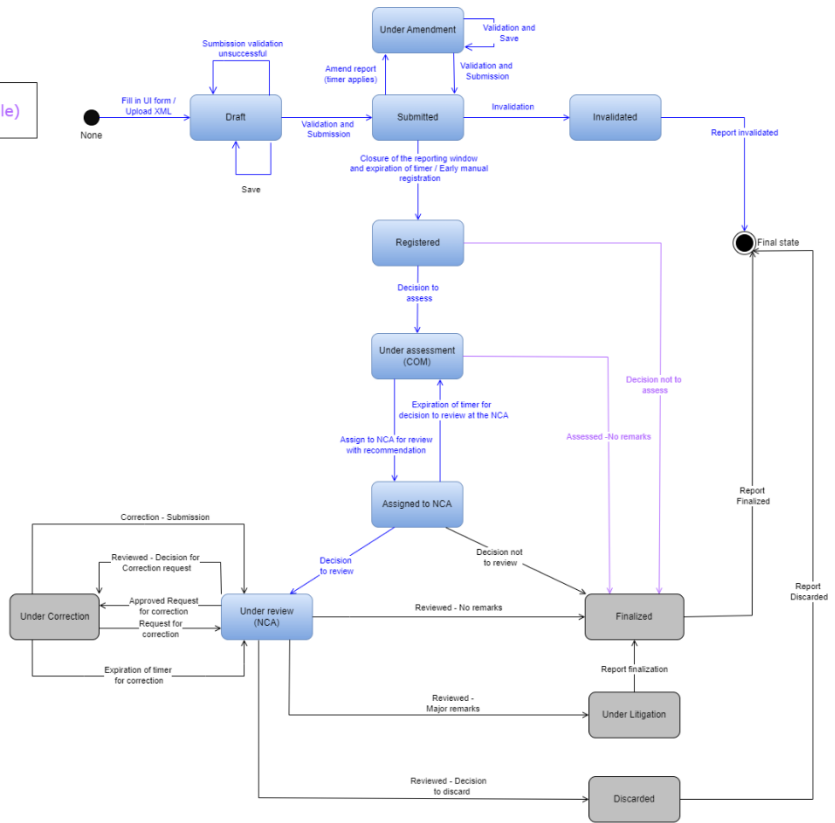 Under Amendment
Validation and
Save
Sumbission validation
unsuccessful
Amend report
(timer applies)
Validation and
Submission
le)
Fill in UI form /
Upload XML
None
Draft
Validation and
Submission
Submitted
Invalidation
Invalidated
Report invalidated
Save
Closure of the reporting window
and expiration of timer / Early manual
registration
Registered
Final state
Decision to
assess
Under assessment
(COM)
Decision not to
assess
Expiration of timer for
decision to review at the NCA
Assign to NCA for review
with recommendation
Assessed -No remarks
Assigned to NCA
Report
Finalized
Correction - Submission
Reviewed - Decision for
Correction request
Decision
to review
Decision not
to review
Report
Discarded
Under Correction
Approved Request
for correction
Request for
correction
Under review
(NCA)
Reviewed - No remarks
Finalized
Expiration of timer
for correction
Report finalization
Reviewed -
Major remarks
Under Litigation
Reviewed - Decision
to discard
Discarded